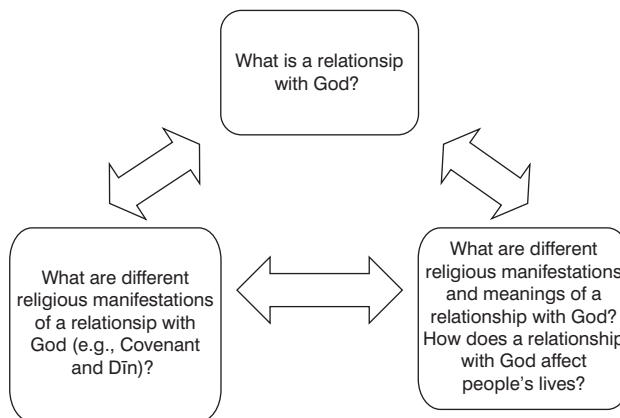 What is a relationsip
with God?
What are different
religious manifestations
of a relationsip with
God (e.g., Covenant
and Dīn)?
What are different
religious manifestations
and meanings of a
relationship with God?
How does a relationship
with God affect
people's lives?